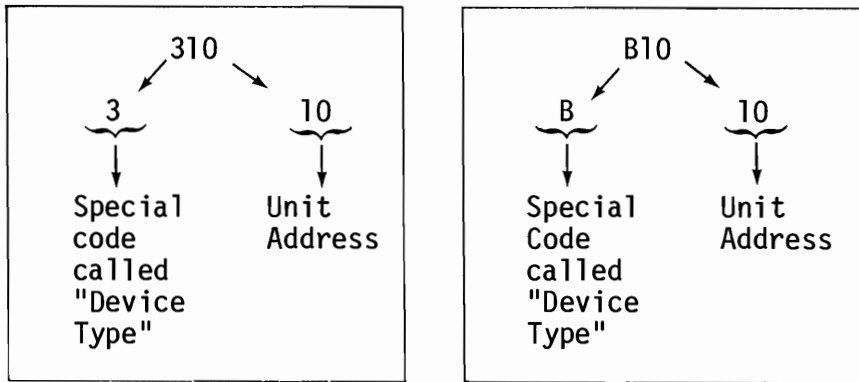 310
3 10
Special
code
called
"Device
Type"
Unit
Address
B10
B 10
Special
Code
called
"Device
Type"
Unit
Address